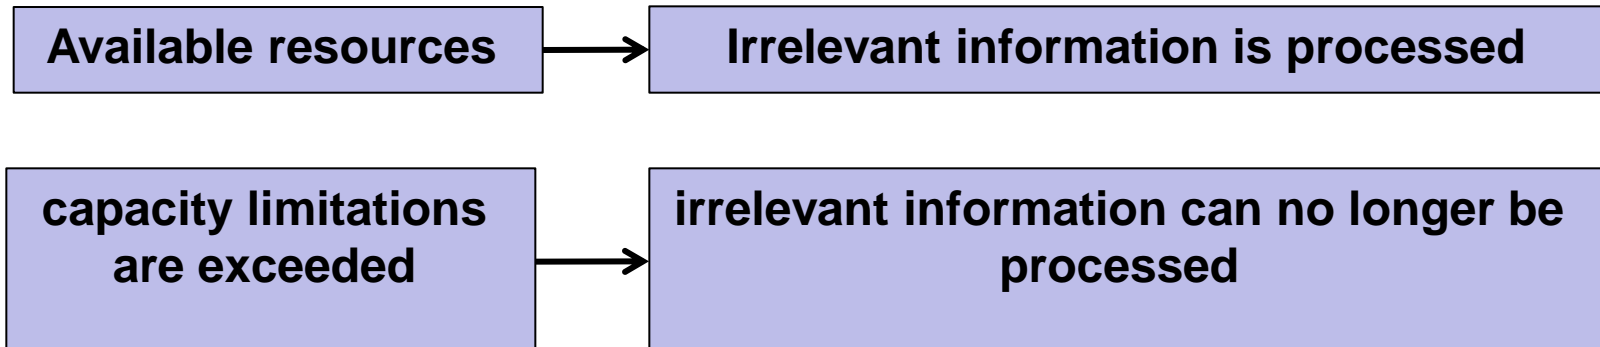 Available resources
Irrelevant information is processed
capacity limitations
are exceeded
irrelevant information can no longer be
processed